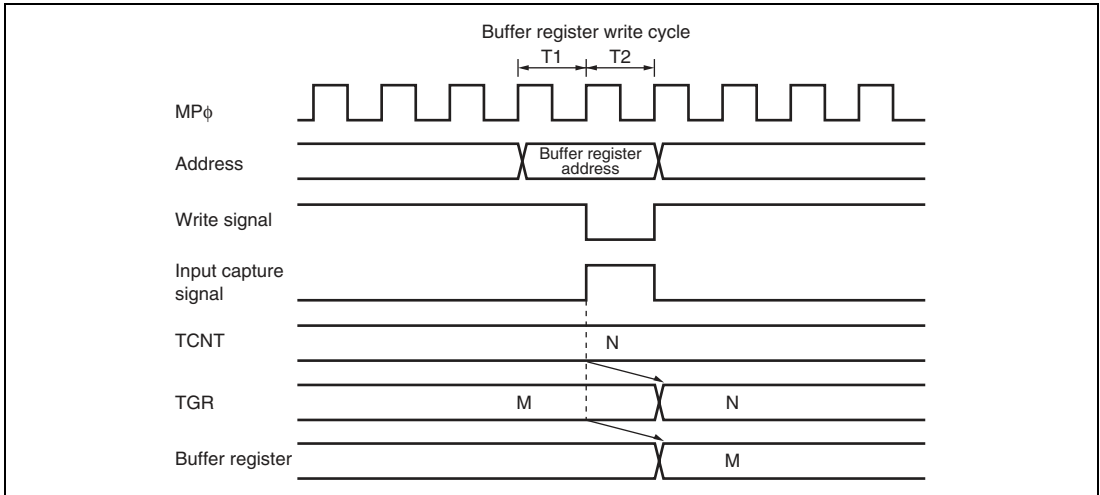 Buffer register write cycle
T1 T2
MPϕ
Address
Buffer register
address
Write signal
Input capture
signal
TCNT
N
TGR
M
N
Buffer register
M